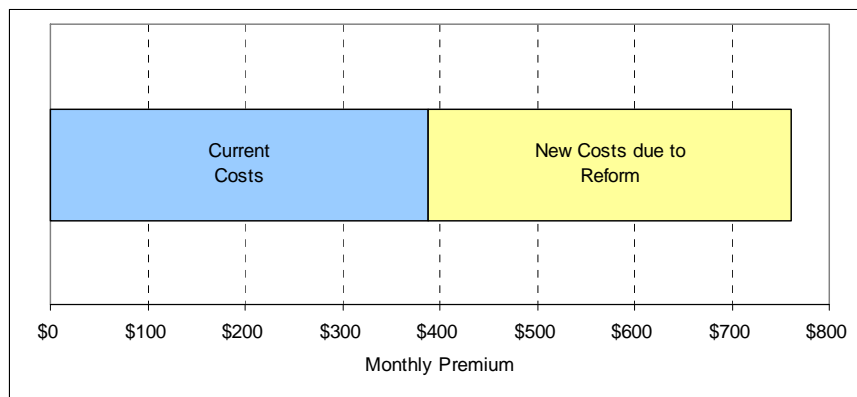 Current
Costs
New Costs due to
Reform
$0 $100 $200 $300 $400 $500 $600 $700 $800
Monthly Premium